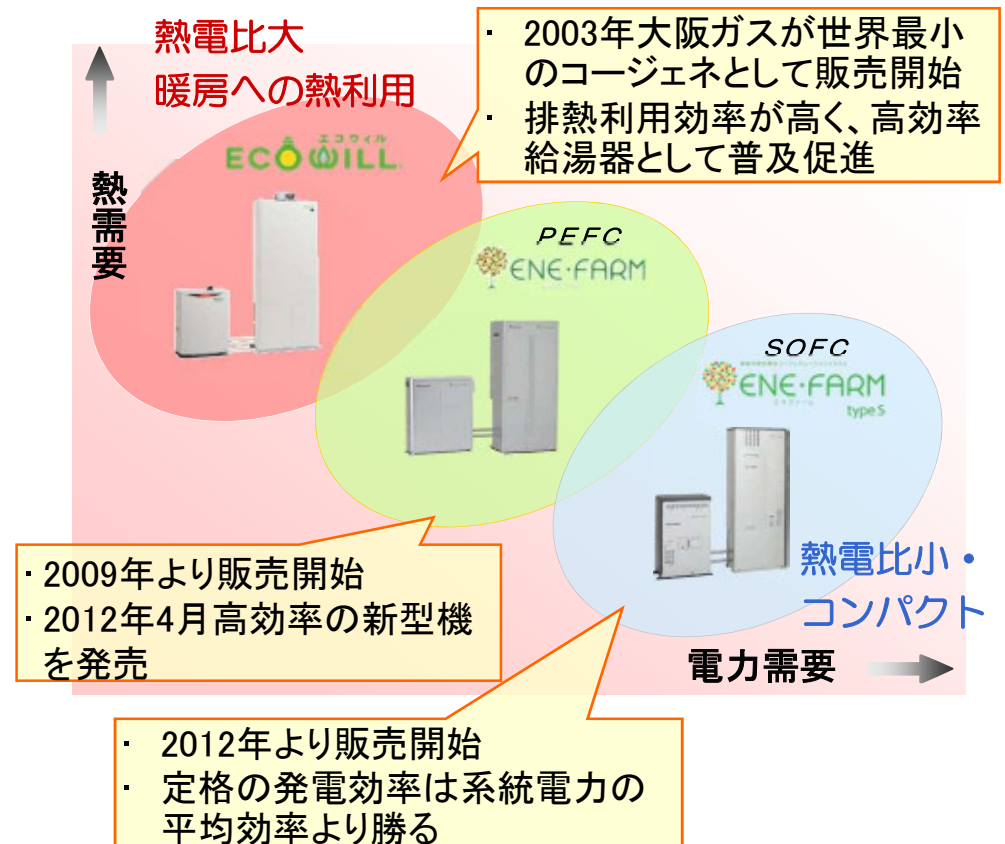 熱電比大
暖房への熱利用
・ 2003年大阪ガスが世界最小
のコージェネとして販売開始
・ 排熱利用効率が高く、高効率
給湯器として普及促進
エコウィル
ECOWILL
熱需要
PEFC
ENE・FARM
SOFC
ENE・FARM
エネファーム
typeS
・2009年より販売開始
・2012年4月高効率の新型機
を発売
熱電比小・
コンパクト
電力需要
・ 2012年より販売開始
・ 定格の発電効率は系統電力の
平均効率より勝る